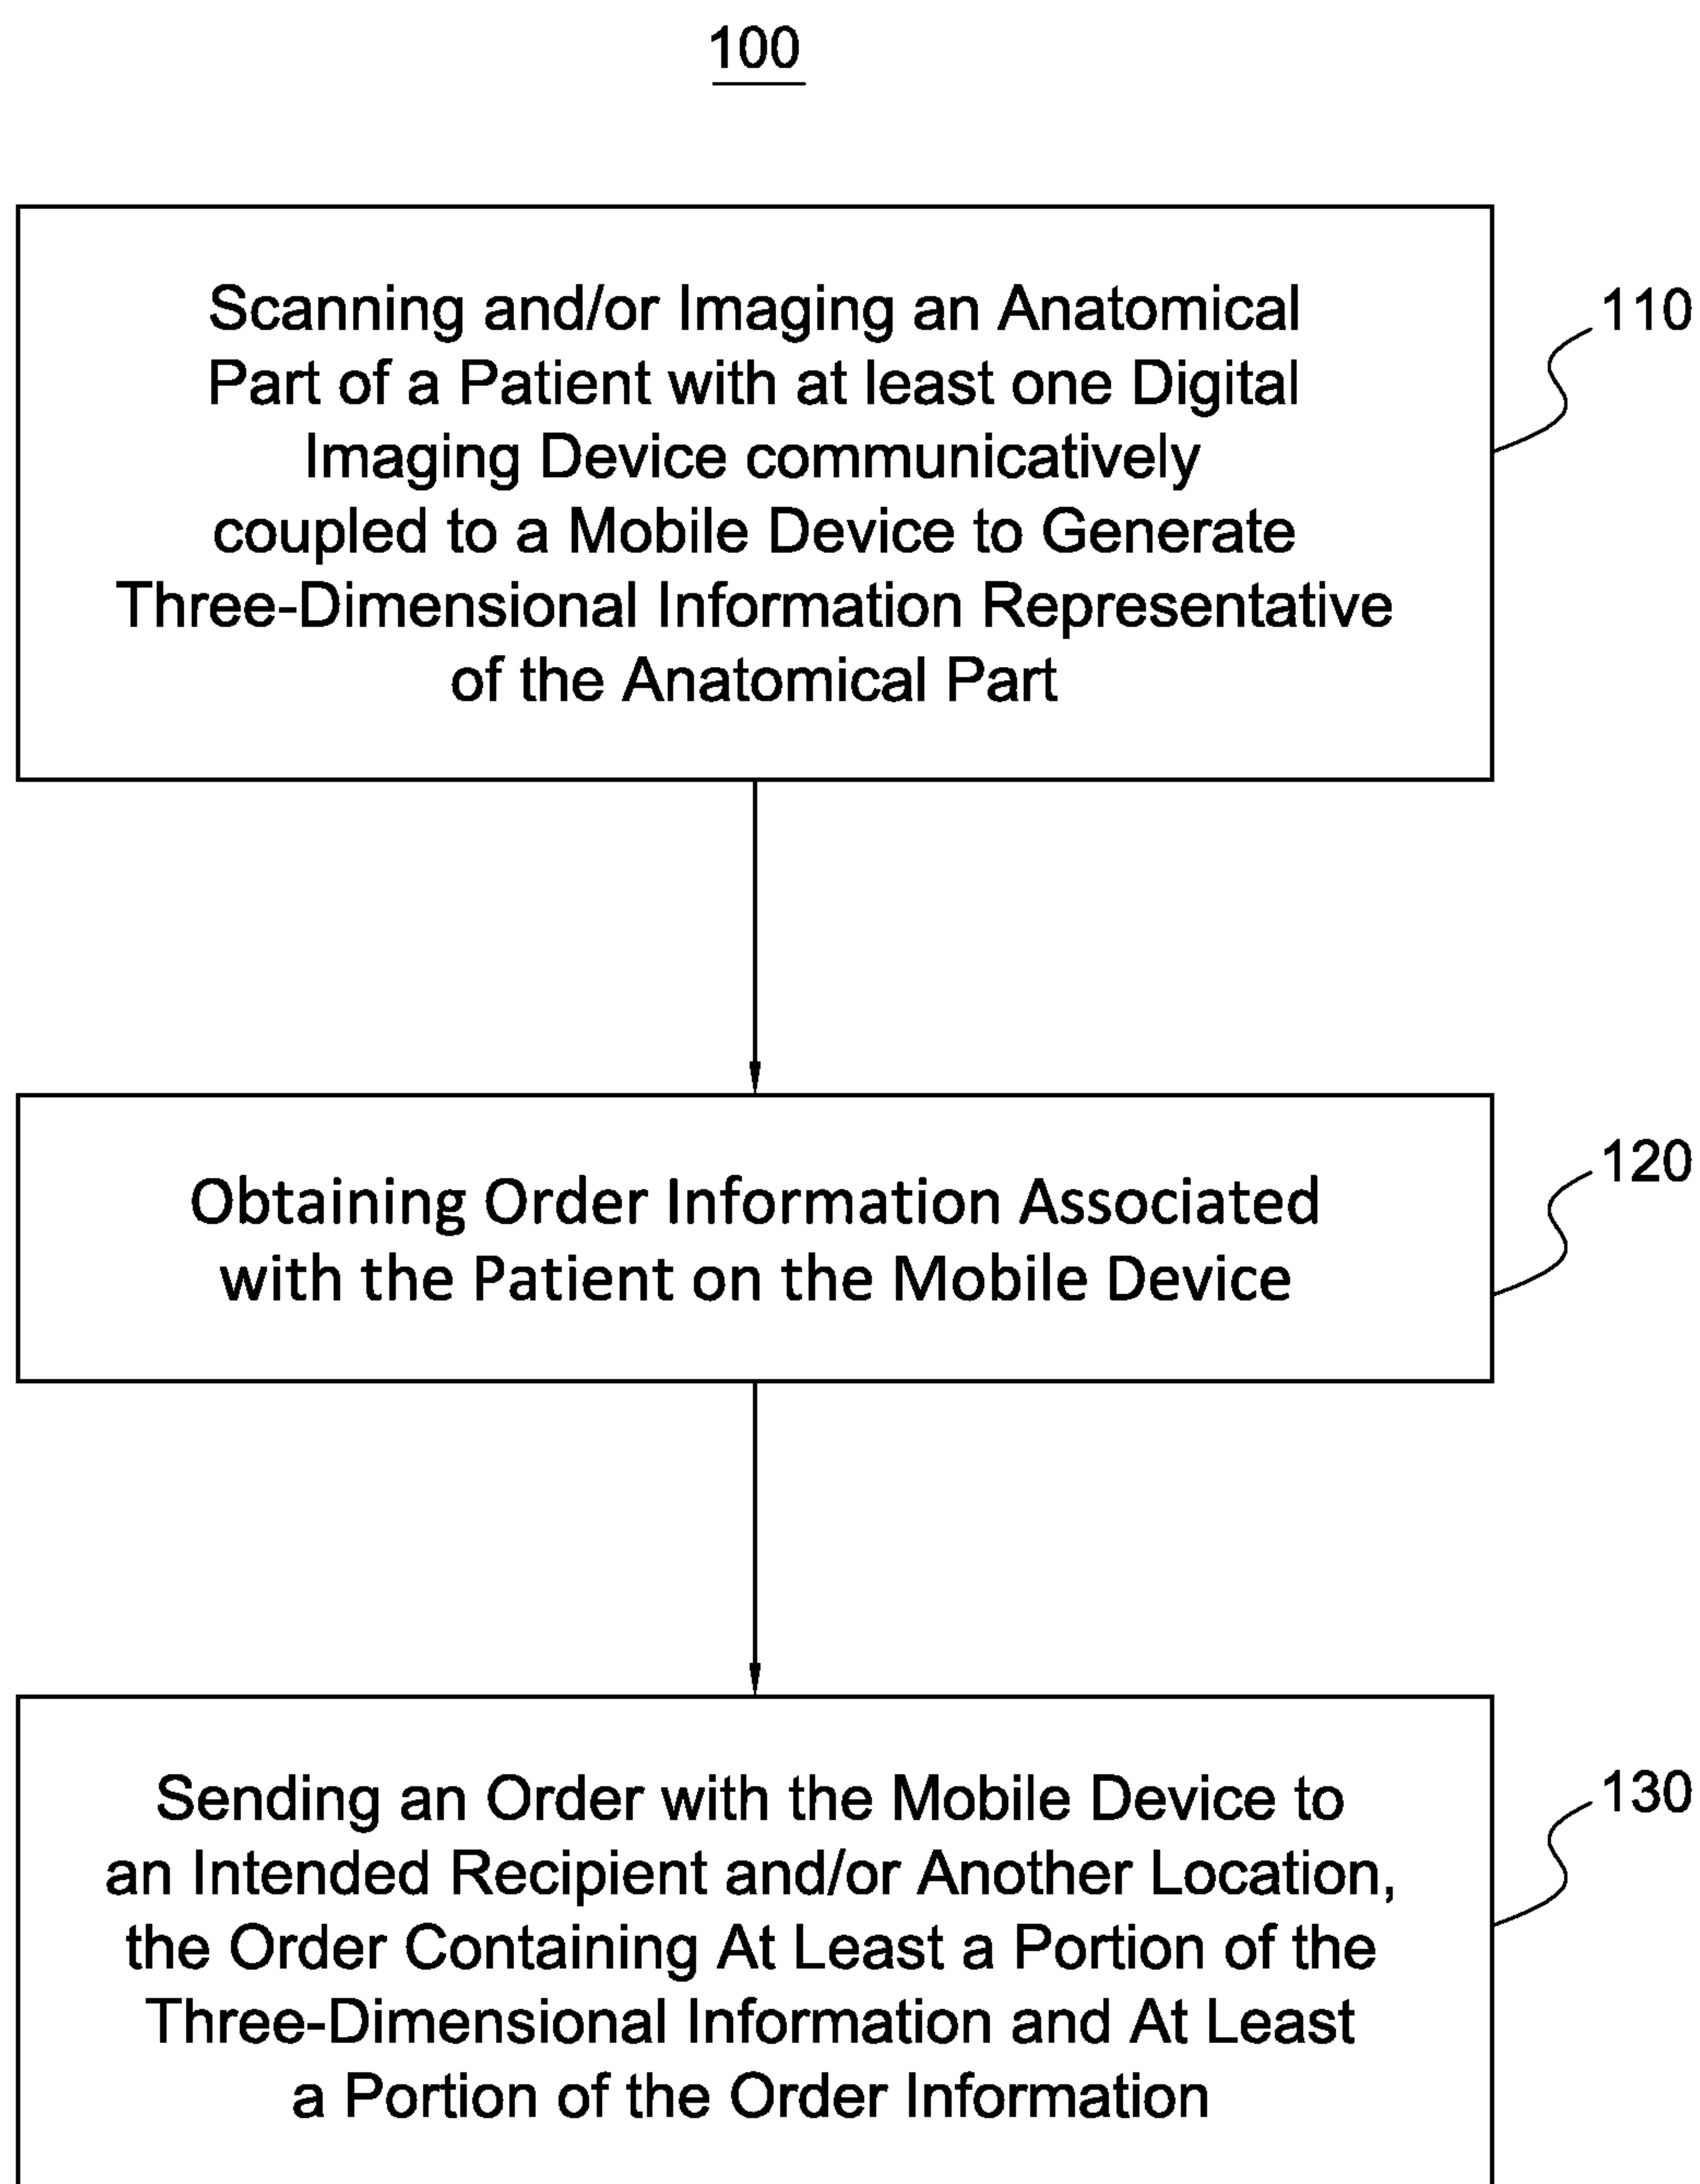 100
Scanning and/or Imaging an Anatomical
Part of a Patient with at least one Digital
Imaging Device communicatively
coupled to a Mobile Device to Generate
Three-Dimensional Information Representative
of the Anatomical Part
110
Obtaining Order Information Associated
with the Patient on the Mobile Device
120
Sending an Order with the Mobile Device to
an Intended Recipient and/or Another Location,
the Order Containing At Least a Portion of the
Three-Dimensional Information and At Least
a Portion of the Order Information
130